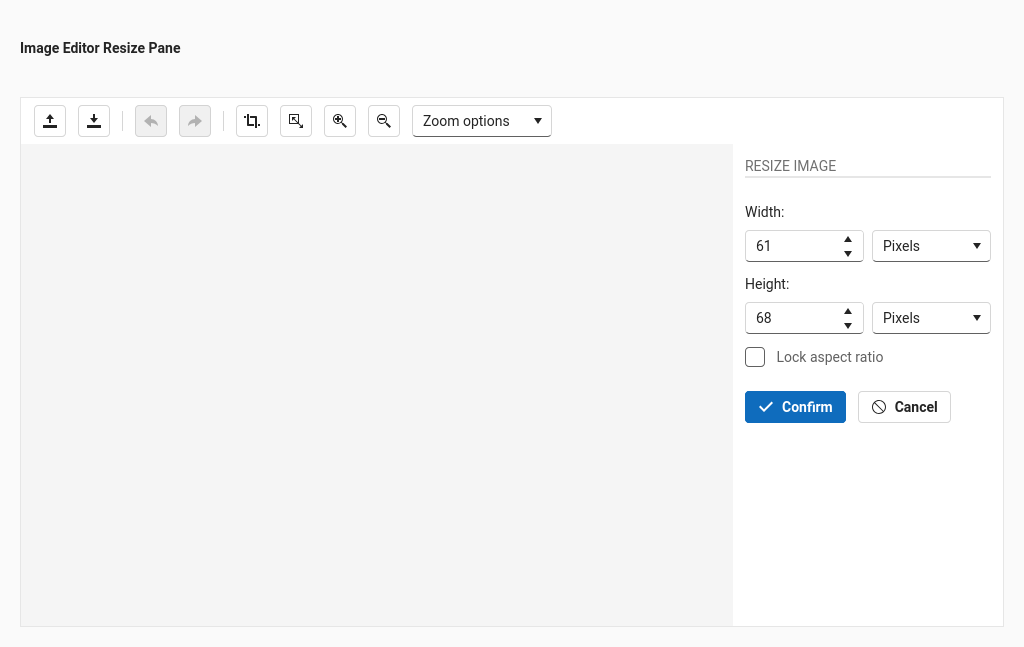 Image Editor Resize Pane
Zoom options
RESIZE IMAGE
Width:
61
Pixels
Height:
68
Pixels
Lock aspect ratio
Confirm
Cancel